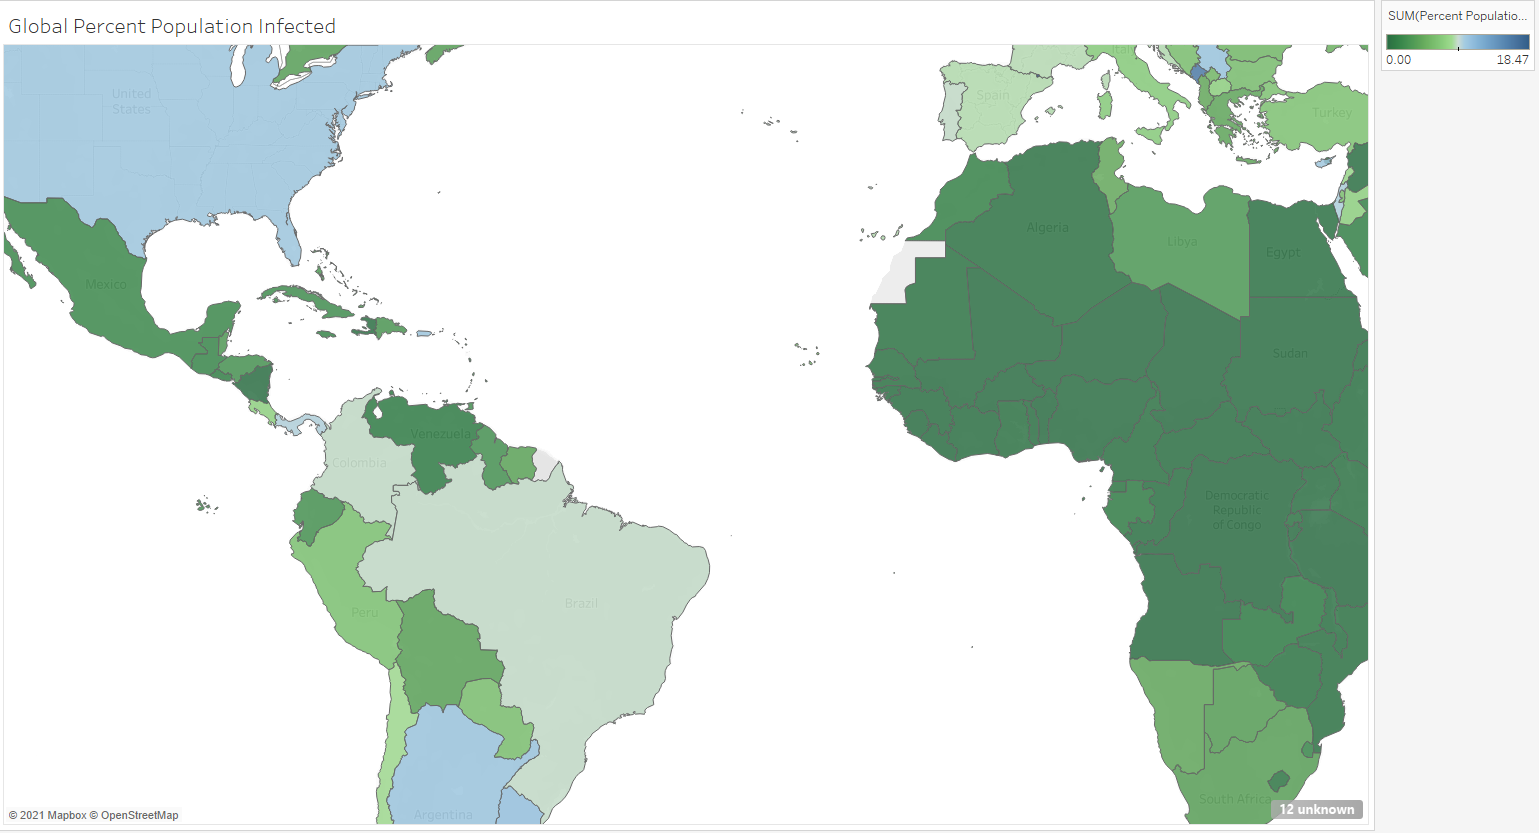 Global Percent Population Infected
SUM(Percent Populatio...
0.00
18.47
United
States
Italy
Spain
Turkey
Mexico
Algeria
Libya
Egypt
Sudan
Venezuela
Colombia
Democratic
Republic
of Congo
Brazil
Peru
South Africa
Argentina
12 unknown
© 2021 Mapbox © OpenStreetMap